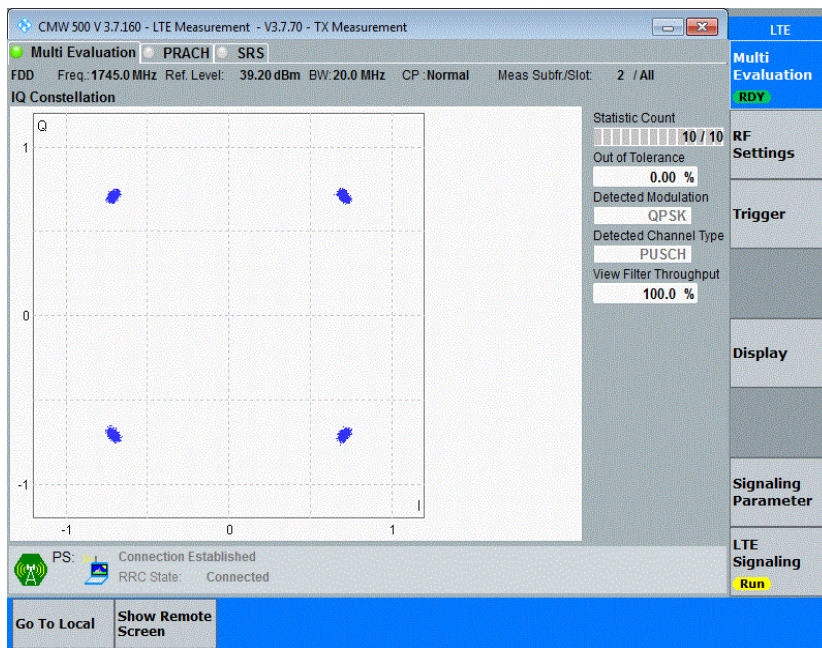 CMW 500 V 3.7.160 - LTE Measurement - V3.7.70 - TX Measurement
Multi Evaluation PRACH SRS
FDD Freq.: 1745.0 MHz Ref. Level: 39.20 dBm BW: 20.0 MHz CP : Normal Meas Subfr./Slot: 2 / All
IQ Constellation
Q
1
0
-1
I
-1 0 1
Statistic Count
10 / 10
Out of Tolerance
0.00 %
Detected Modulation
QPSK
Detected Channel Type
PUSCH
View Filter Throughput
100.0 %
PS: Connection Established
RRC State: Connected
LTE
Multi
Evaluation
RDY
RF
Settings
Trigger
Display
Signaling
Parameter
LTE
Signaling
Run
Go To Local
Show Remote
Screen